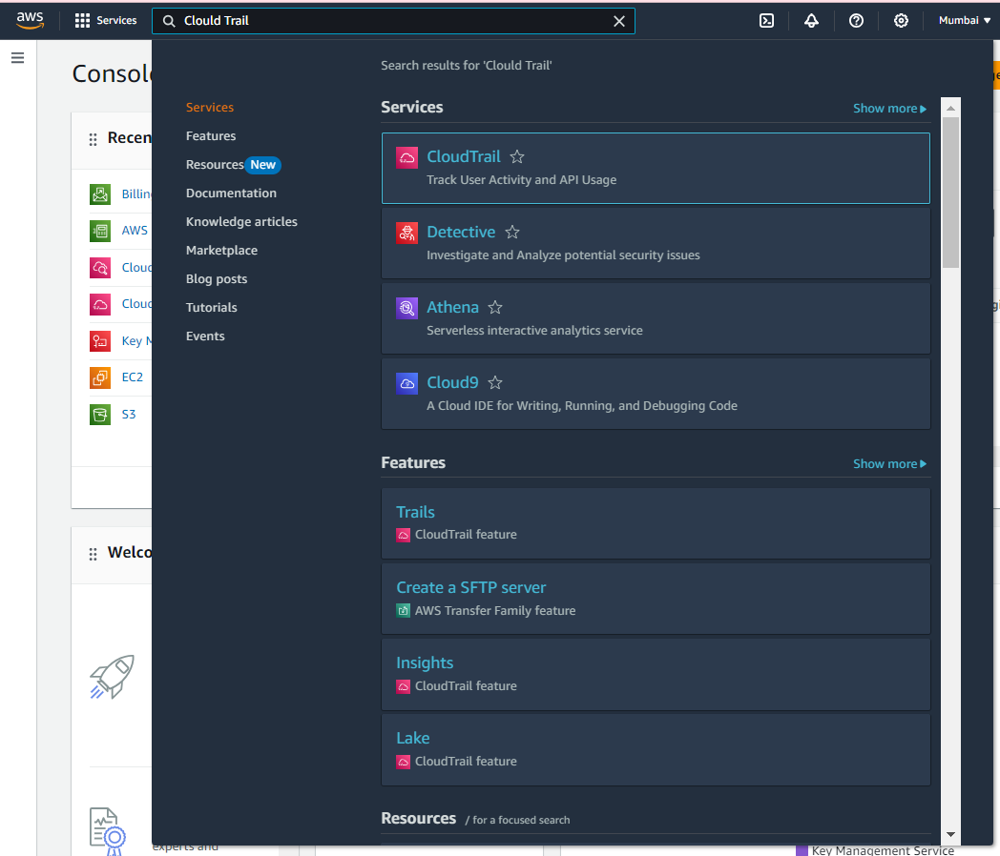 aws
Services
Clould Trail
Mumbai
Search results for 'Clould Trail'
Console
Services
Features
Resources New
Documentation
Knowledge articles
Marketplace
Blog posts
Tutorials
Events
Services
Show more
CloudTrail
Track User Activity and API Usage
Detective
Investigate and Analyze potential security issues
Athena
Serverless interactive analytics service
Cloud9
A Cloud IDE for Writing, Running, and Debugging Code
Features
Show more
Trails
CloudTrail feature
Create a SFTP server
AWS Transfer Family feature
Insights
CloudTrail feature
Lake
CloudTrail feature
Resources / for a focused search
Recen
Billin
AWS
Cloud
Cloud
Key M
EC2
S3
Welco
experts and
Key Management Service